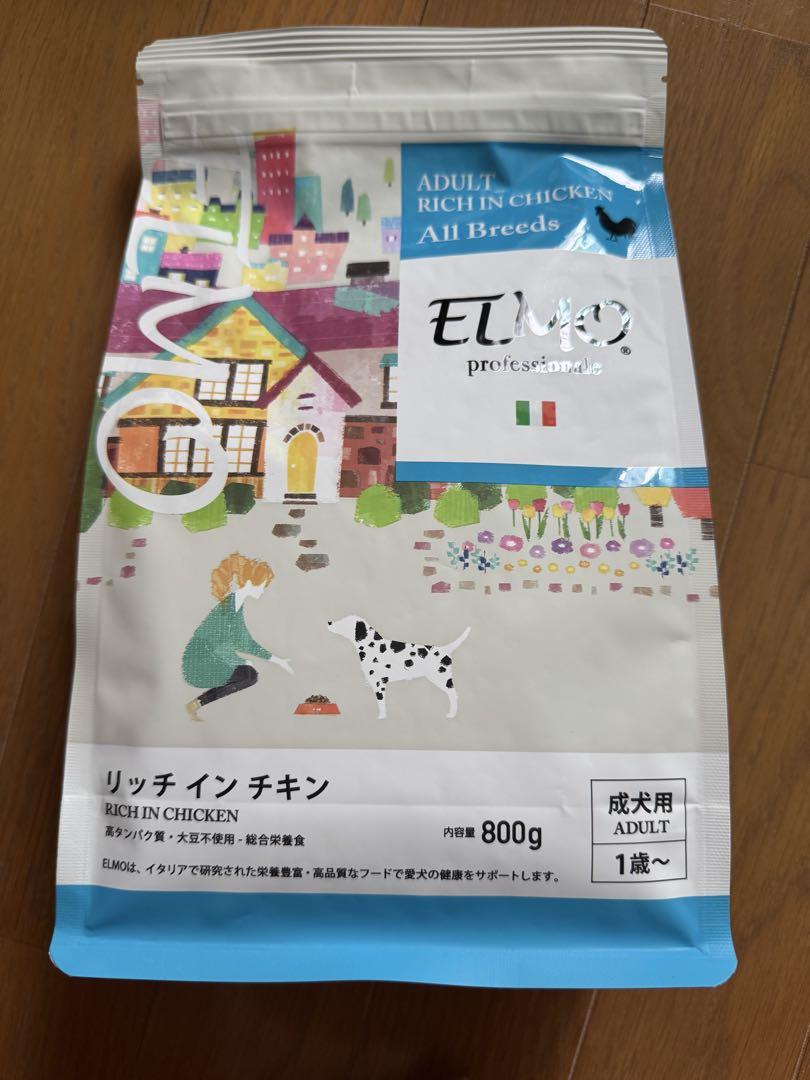 ELMO
ADULT
RICH IN CHICKEN
All Breeds
ELMO®
professionale
リッチ イン チキン
RICH IN CHICKEN
高タンパク質・大豆不使用 - 総合栄養食
内容量 800g
ELMOは、イタリアで研究された栄養豊富・高品質なフードで愛犬の健康をサポートします。
成犬用
ADULT
1歳〜